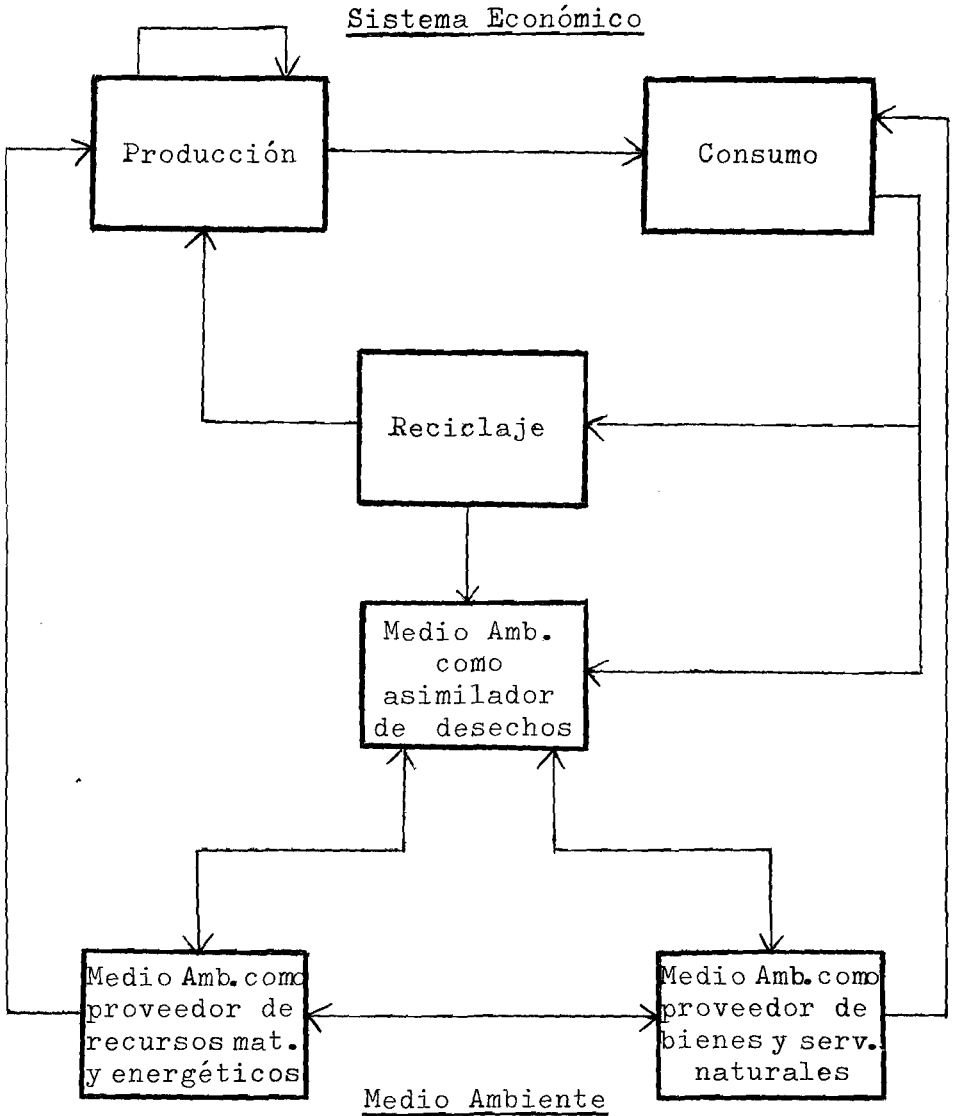 Sistema Económico
Producción
Consumo
Reciclaje
Medio Amb.
como
asimilador
de desechos
Medio Amb. como
proveedor de
recursos mat.
y energéticos
Medio Amb. como
proveedor de
bienes y serv.
naturales
Medio Ambiente